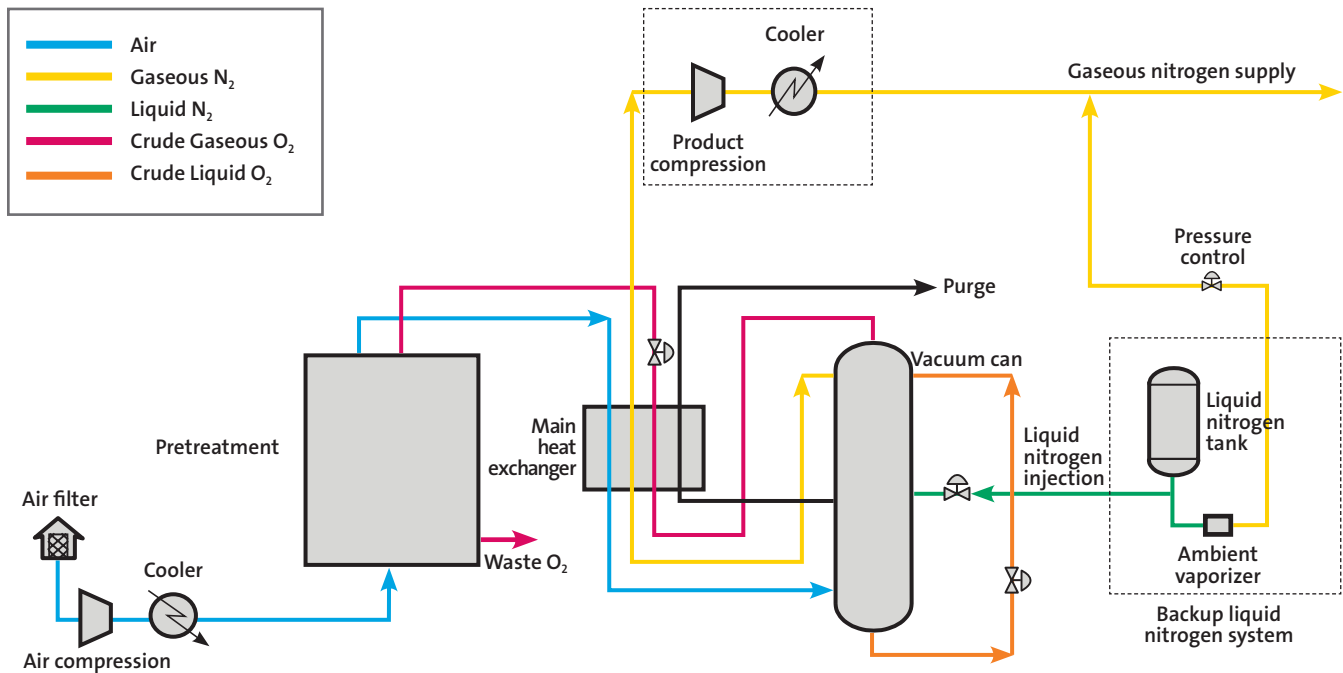 Air
Gaseous N₂
Liquid N₂
Crude Gaseous O₂
Crude Liquid O₂
Cooler
Product
compression
Gaseous nitrogen supply
Pressure
control
Purge
Vacuum can
Pretreatment
Main
heat
exchanger
Liquid
nitrogen
injection
Liquid
nitrogen
tank
Air filter
Cooler
Waste O₂
Air compression
Ambient
vaporizer
Backup liquid
nitrogen system